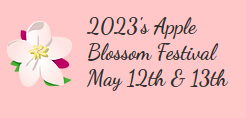 2023's Apple
Blossom Festival
May 12th & 13th